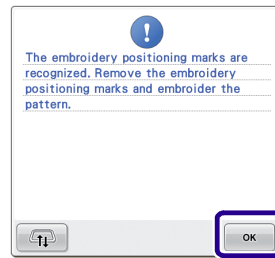 The embroidery positioning marks are
recognized. Remove the embroidery
positioning marks and embroider the
pattern.
OK